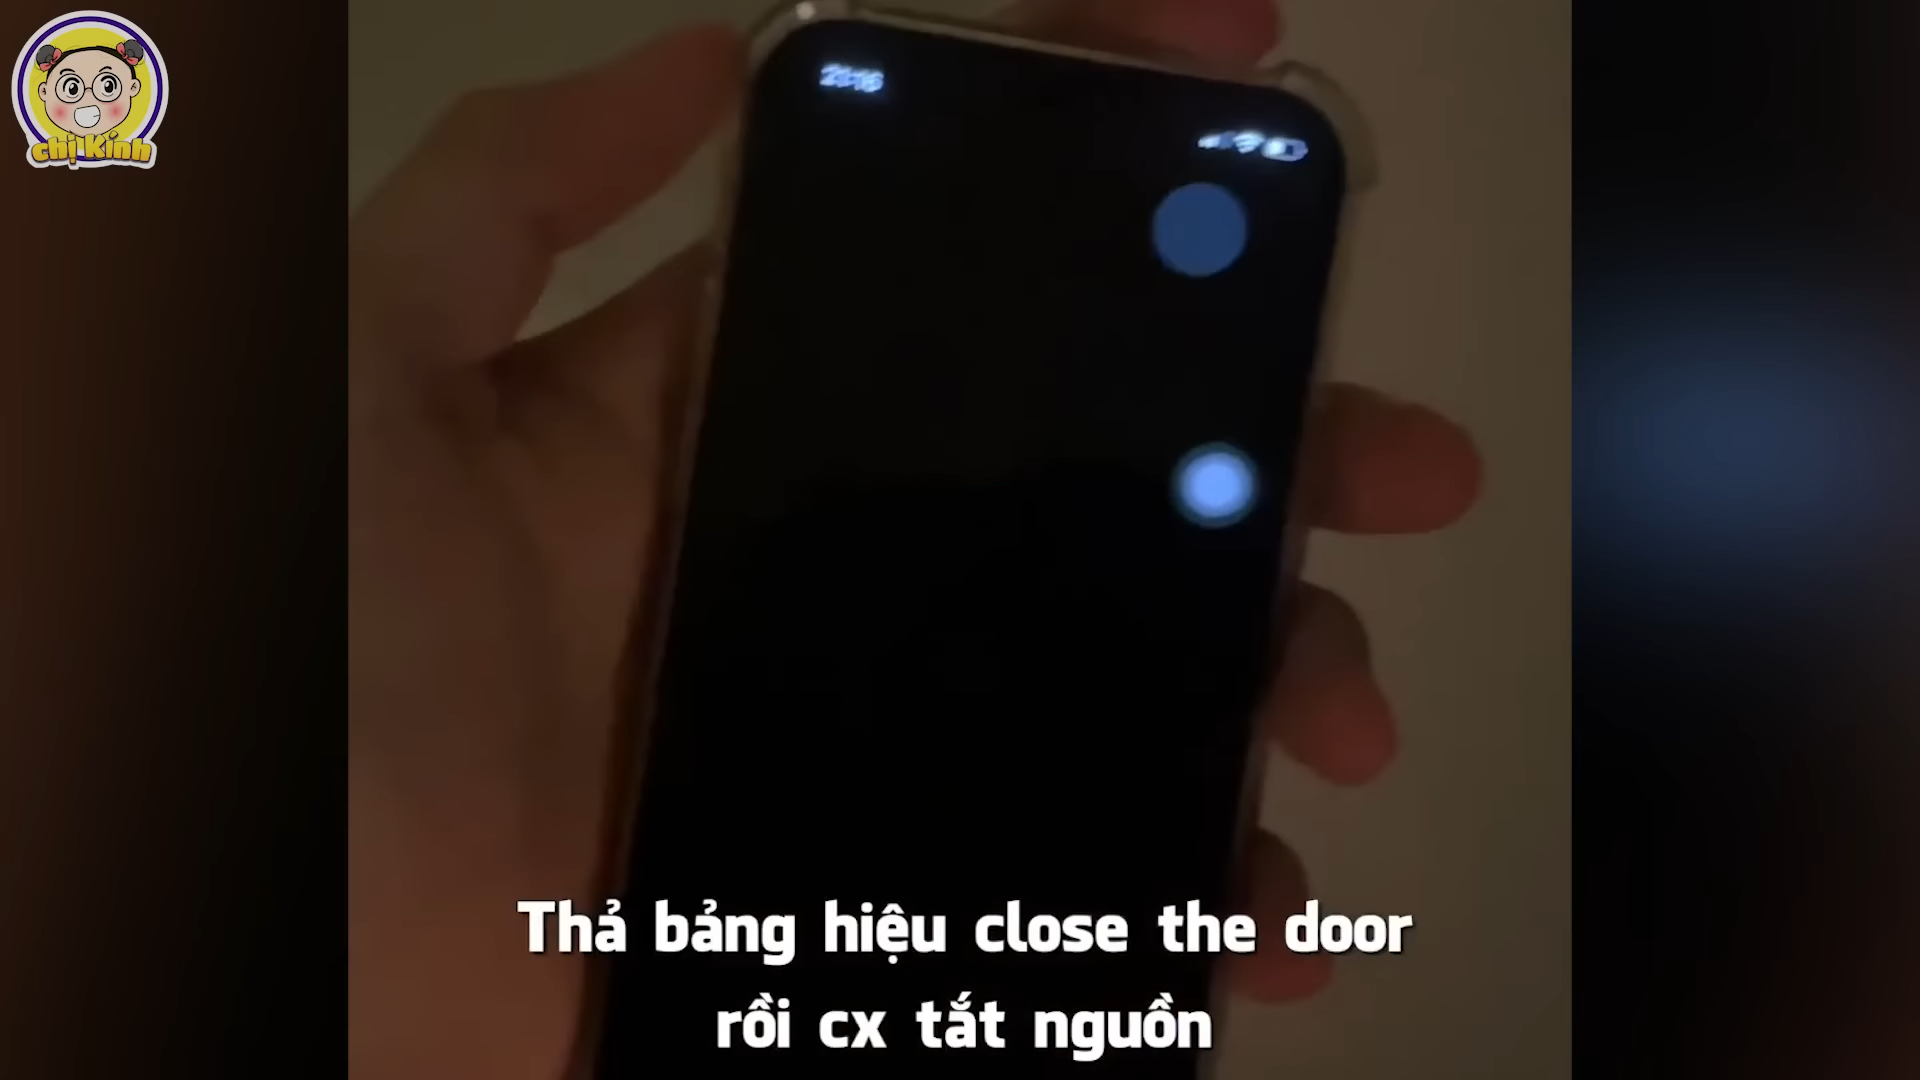 chị Kính
Thả bảng hiệu close the door
rồi cx tắt nguồn